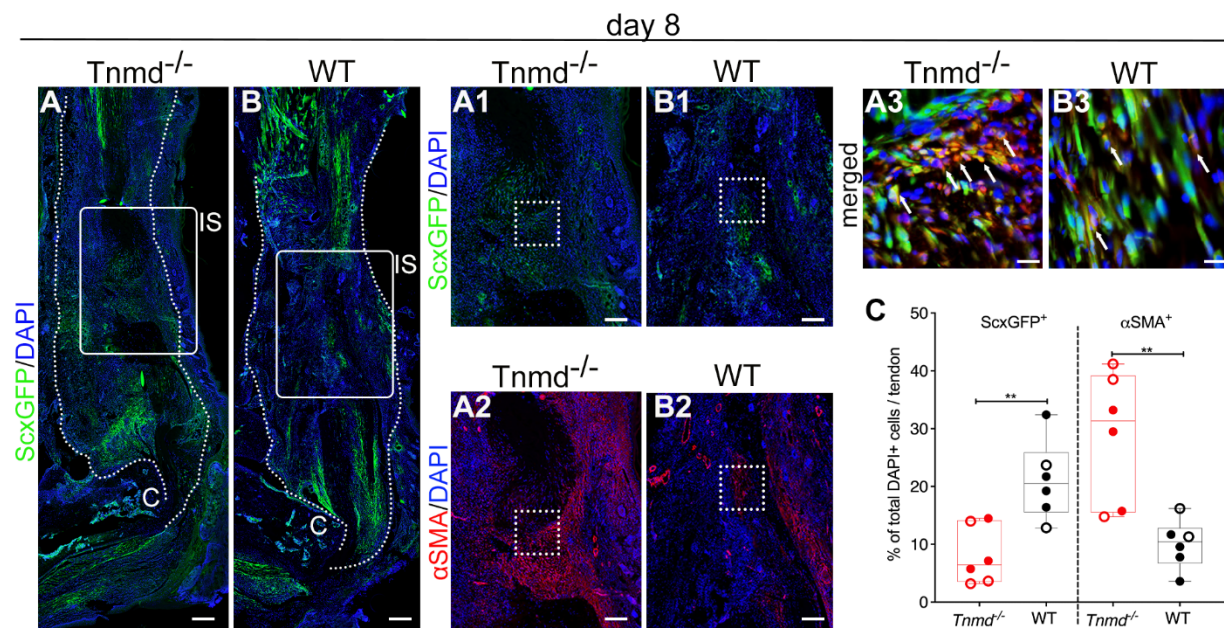 day 8
Tnmd-/- WT Tnmd-/- WT Tnmd-/- WT
A B A1 B1 A3 B3
ScxGFP/DAPI
IS
IS
C
C
ScxGFP/DAPI
merged
Tnmd-/- WT
A2 B2
αSMA/DAPI
C
ScxGFP+ αSMA+
% of total DAPI+ cells / tendon
50
40
30
20
10
0
** **
Tnmd-/- WT Tnmd-/- WT